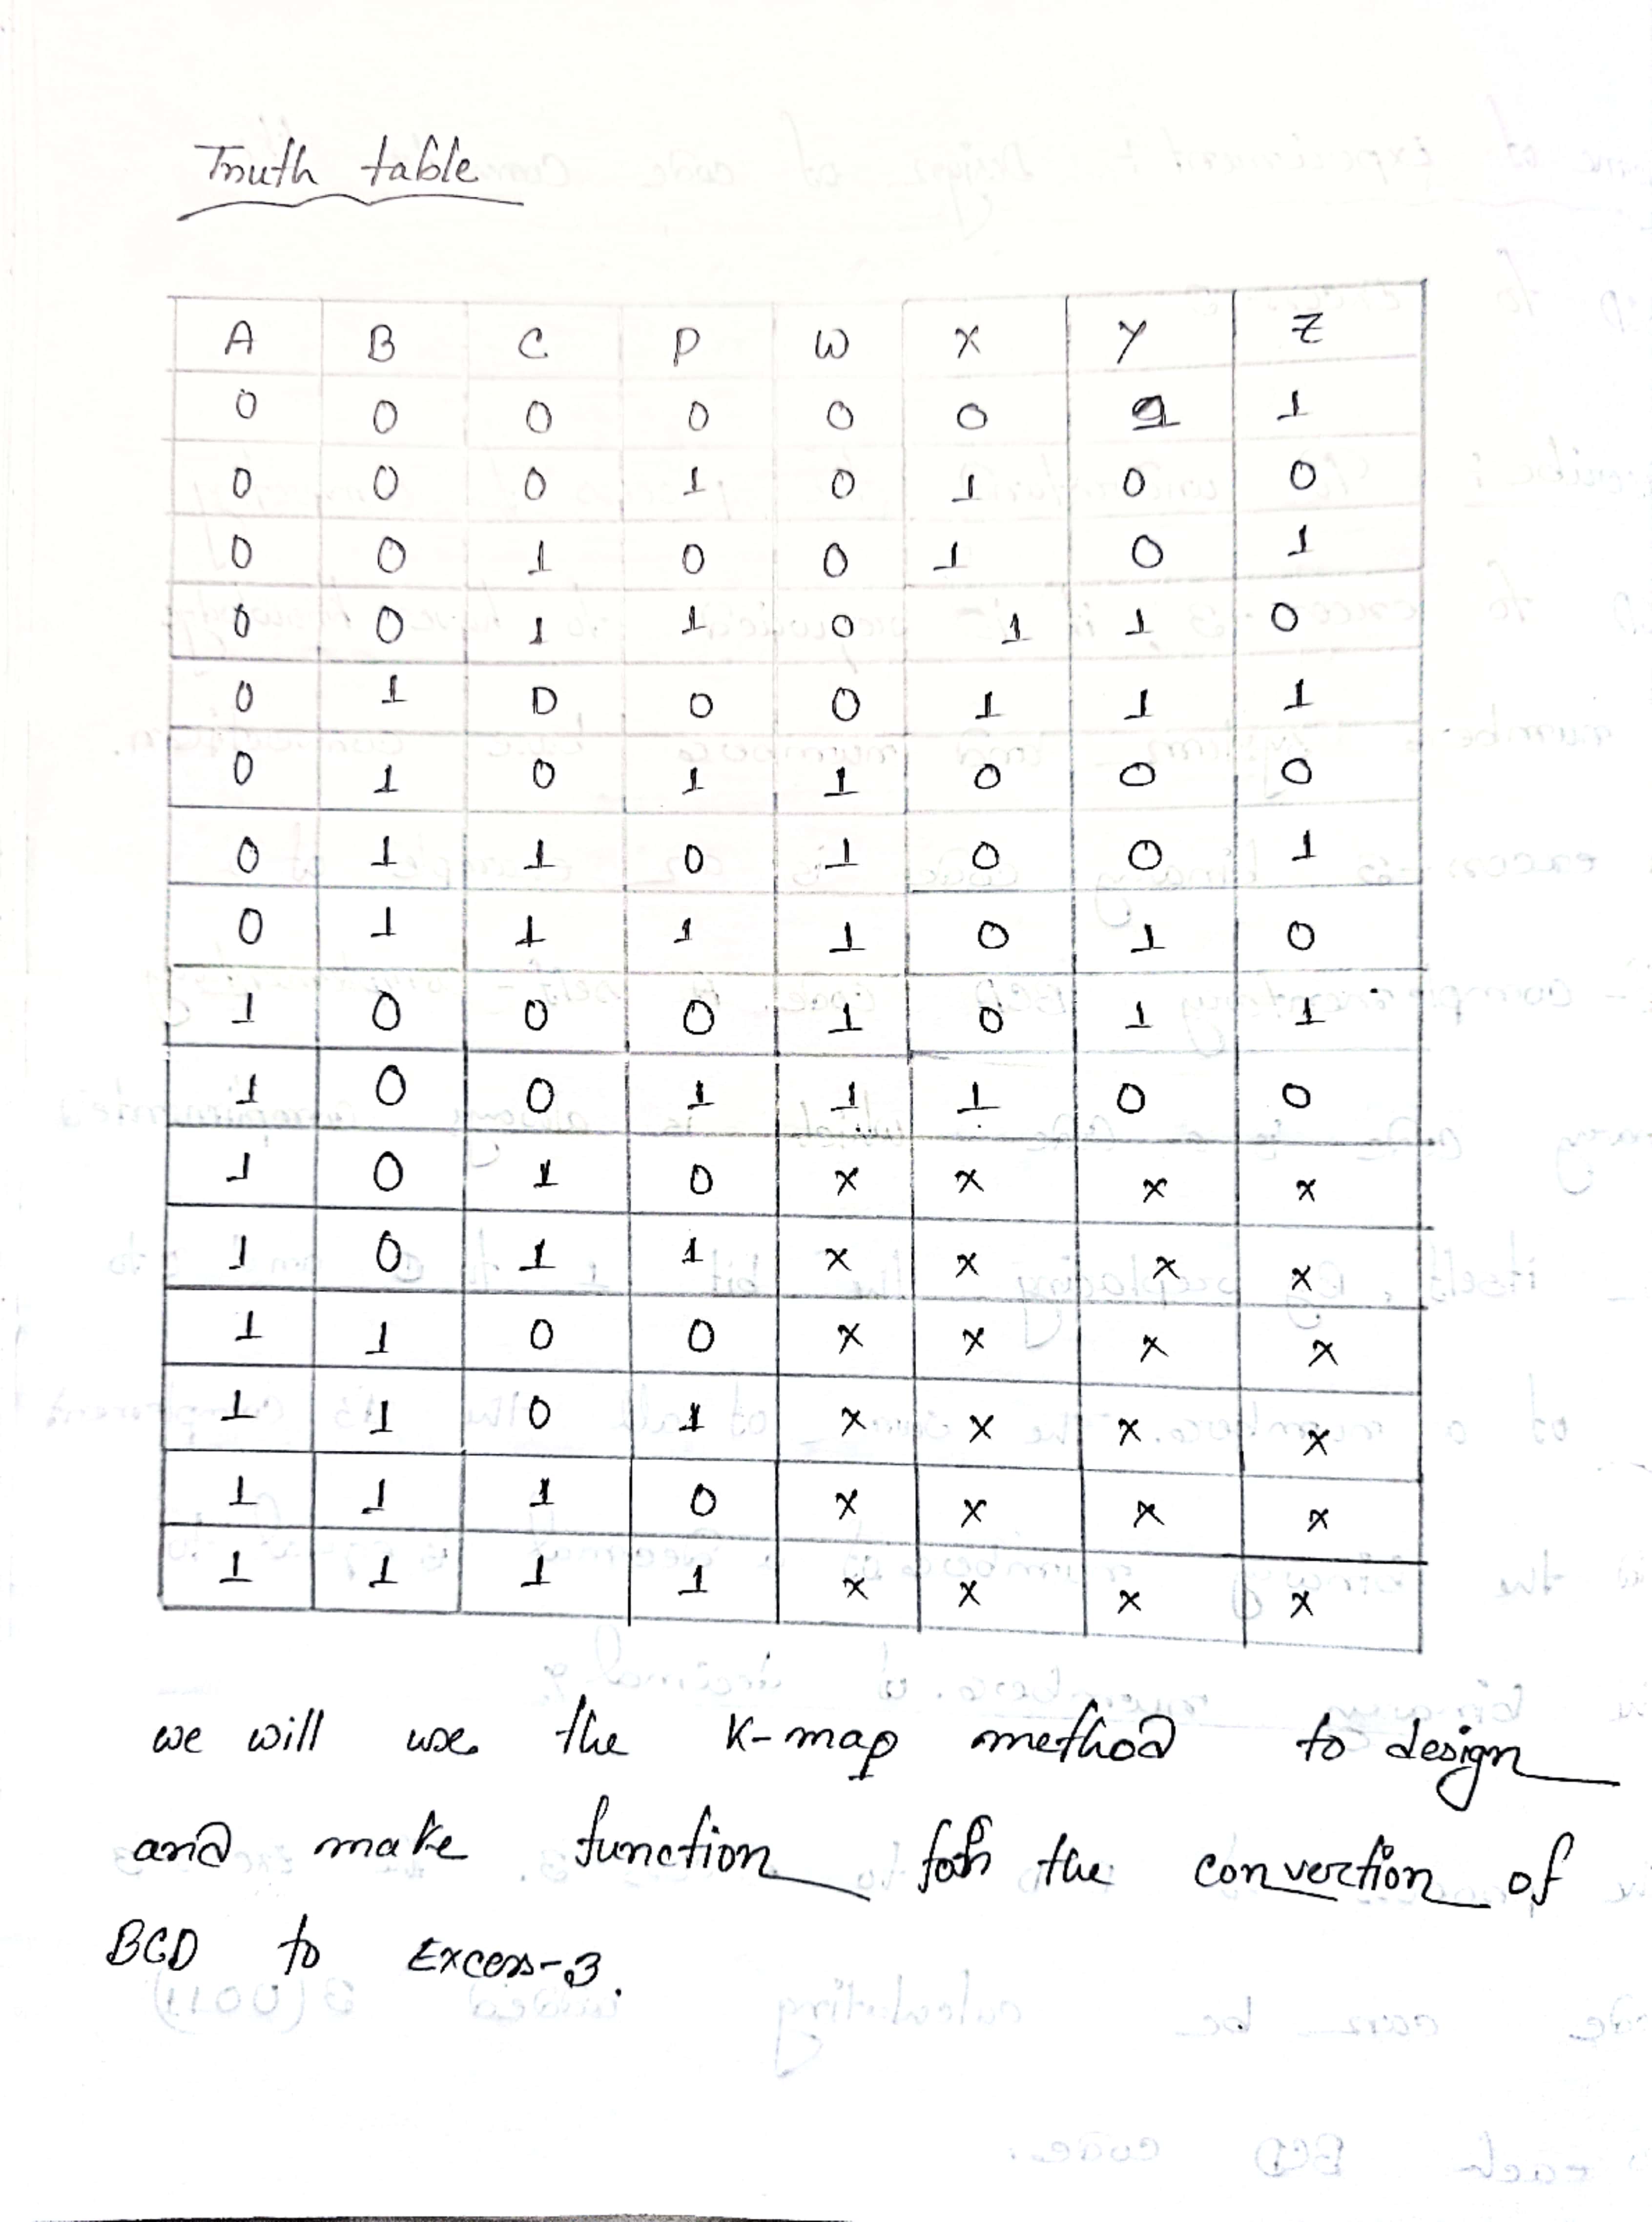 Truth table
A B C D W X Y Z
0 0 0 0 0 0 1 1
0 0 0 1 0 1 0 0
0 0 1 0 0 1 0 1
0 0 1 1 0 1 1 0
0 1 0 0 0 1 1 1
0 1 0 1 1 0 0 0
0 1 1 0 1 0 0 1
0 1 1 1 1 0 1 0
1 0 0 0 1 0 1 1
1 0 0 1 1 1 0 0
1 0 1 0 x x x x
1 0 1 1 x x x x
1 1 0 0 x x x x
1 1 0 1 x x x x
1 1 1 0 x x x x
1 1 1 1 x x x x
we will use the K-map method to design
and make function for the convertion of
BCD to Excess-3.